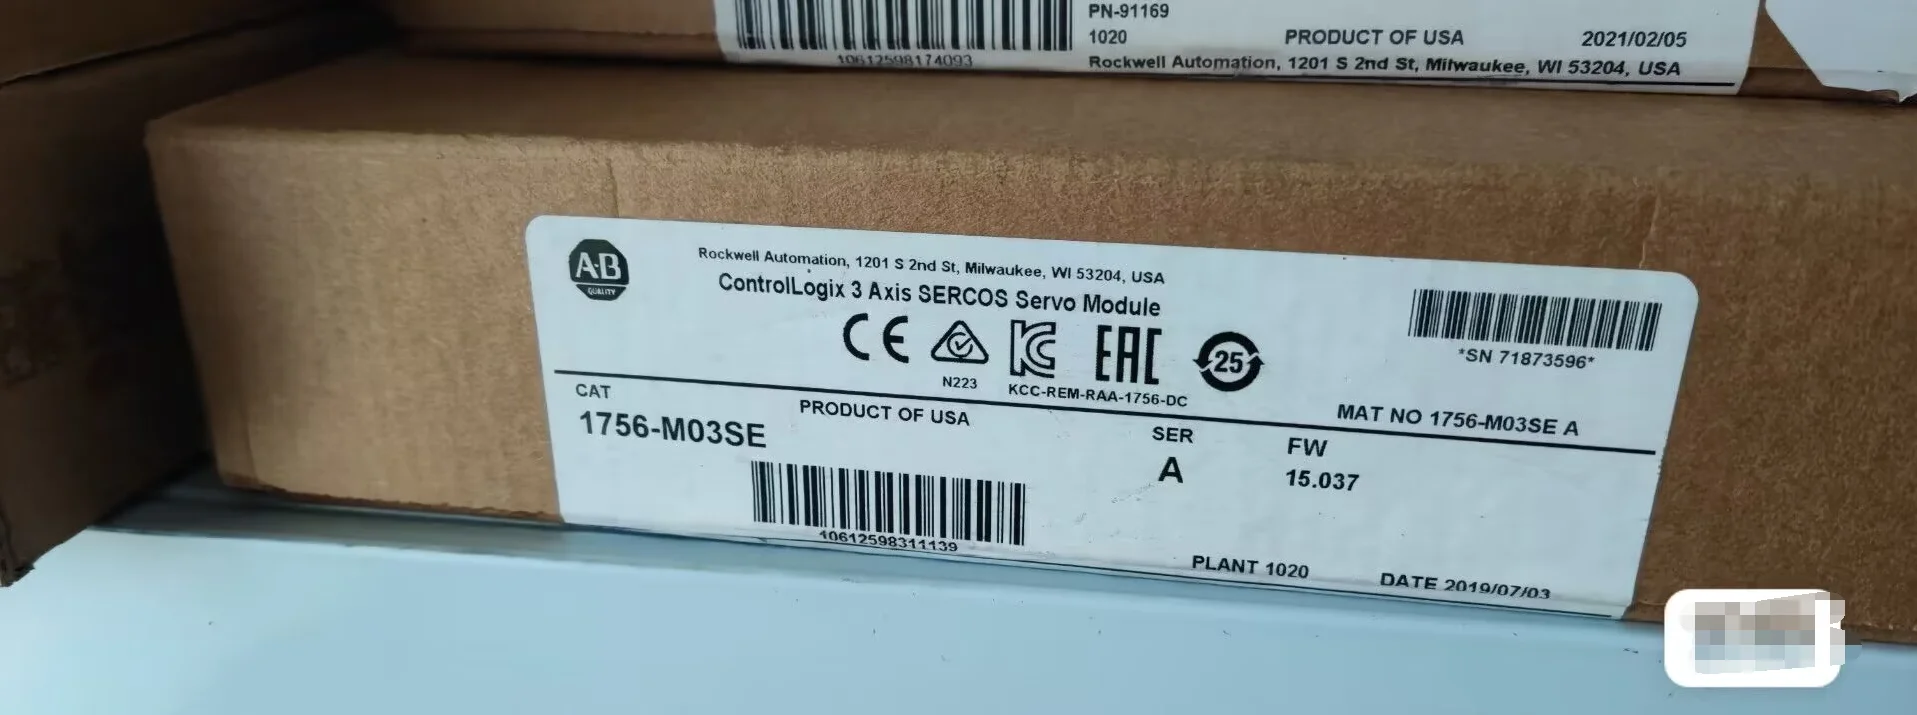 PN-91169
1020 PRODUCT OF USA 2021/02/05
10612598174093
Rockwell Automation, 1201 S 2nd St, Milwaukee, WI 53204, USA
A·B
QUALITY
Rockwell Automation, 1201 S 2nd St, Milwaukee, WI 53204, USA
ControlLogix 3 Axis SERCOS Servo Module
CE
N223
KC
KCC-REM-RAA-1756-DC
EAC
25
*SN 71873596*
MAT NO 1756-M03SE A
CAT
1756-M03SE
PRODUCT OF USA
SER
A
FW
15.037
10612598311139
PLANT 1020
DATE 2019/07/03